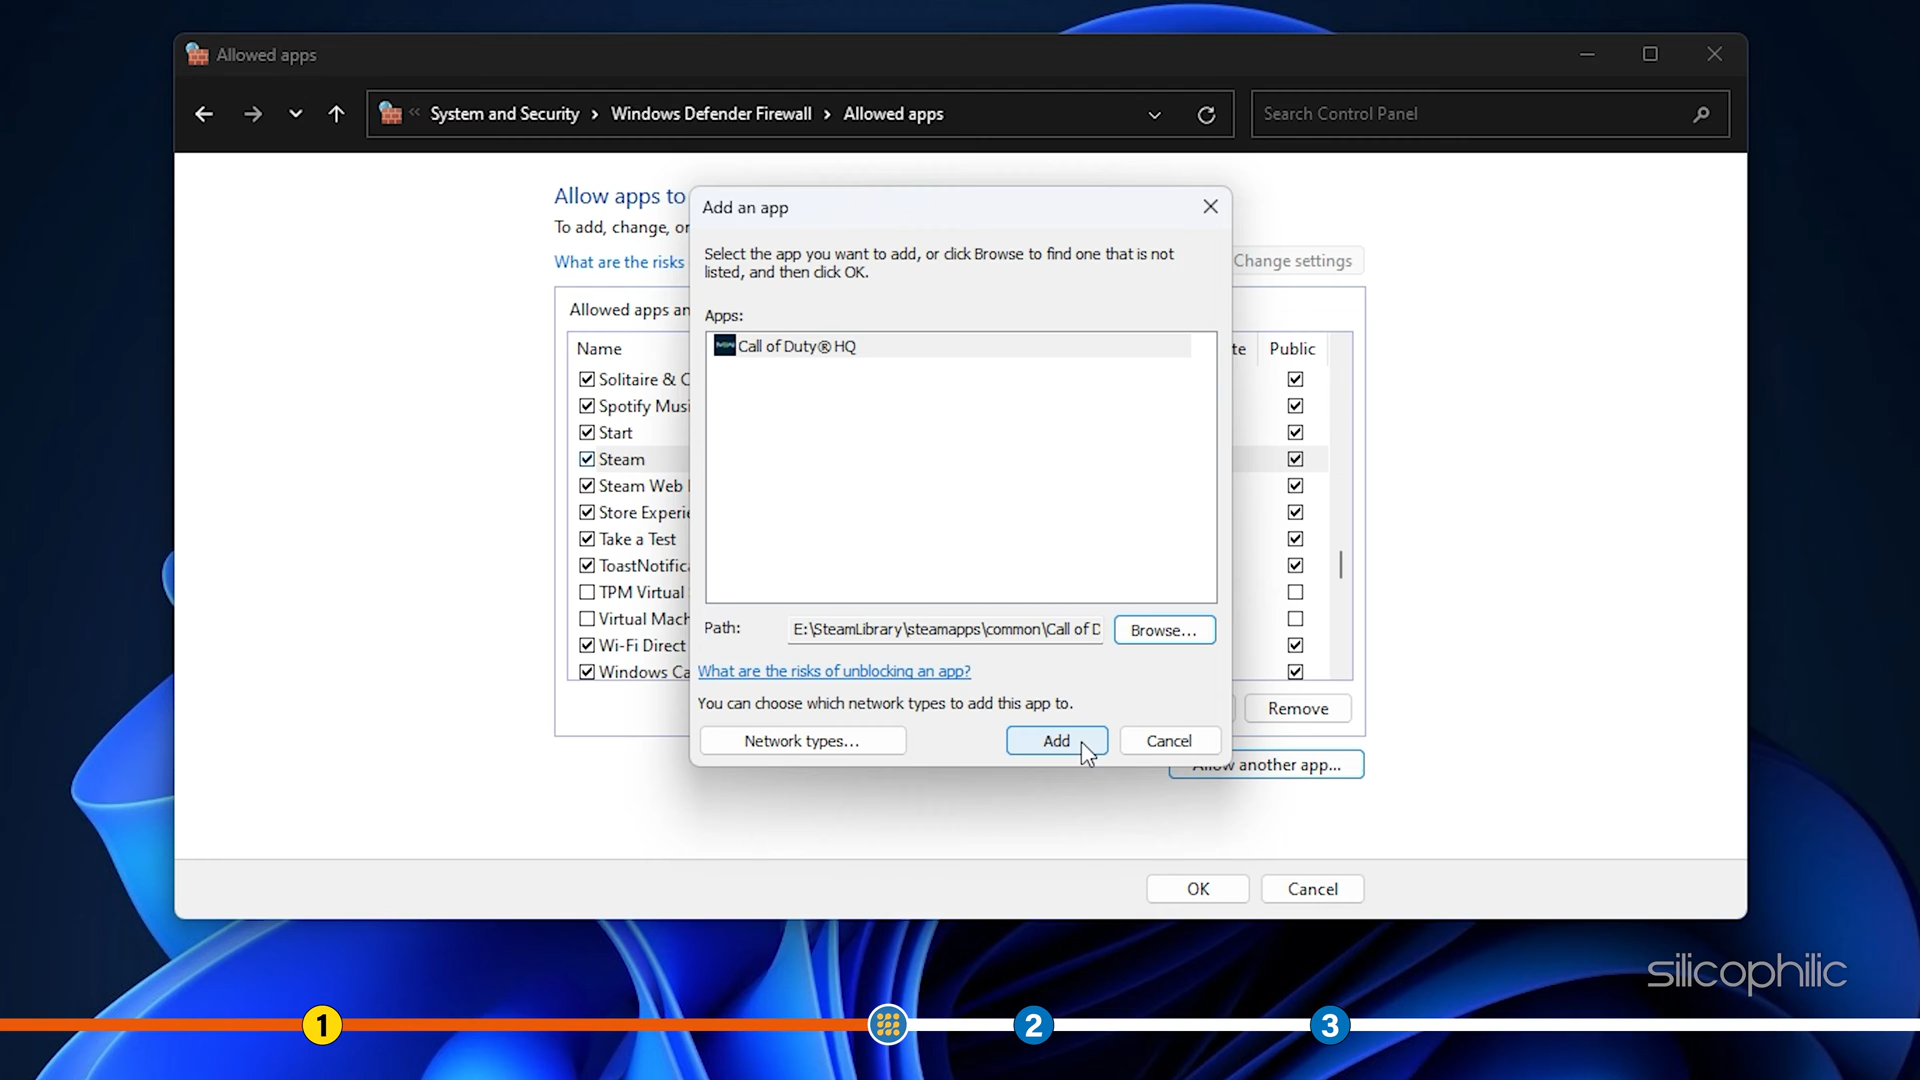 Allowed apps
System and Security
Windows Defender Firewall
Allowed apps
Search Control Panel
Allow apps to
To add, change, or
What are the risks
Change settings
Allowed apps an
Name
te
Public
Solitaire & C
Spotify Musi
Start
Steam
Steam Web
Store Experie
Take a Test
ToastNotifica
TPM Virtual
Virtual Mach
Wi-Fi Direct
Windows Ca
Add an app
Select the app you want to add, or click Browse to find one that is not
listed, and then click OK.
Apps:
Call of Duty® HQ
Path:
E:\SteamLibrary\steamapps\common\Call of D
Browse...
What are the risks of unblocking an app?
You can choose which network types to add this app to.
Network types...
Add
Cancel
Remove
Allow another app...
OK
Cancel
silicophilic
1
2
3